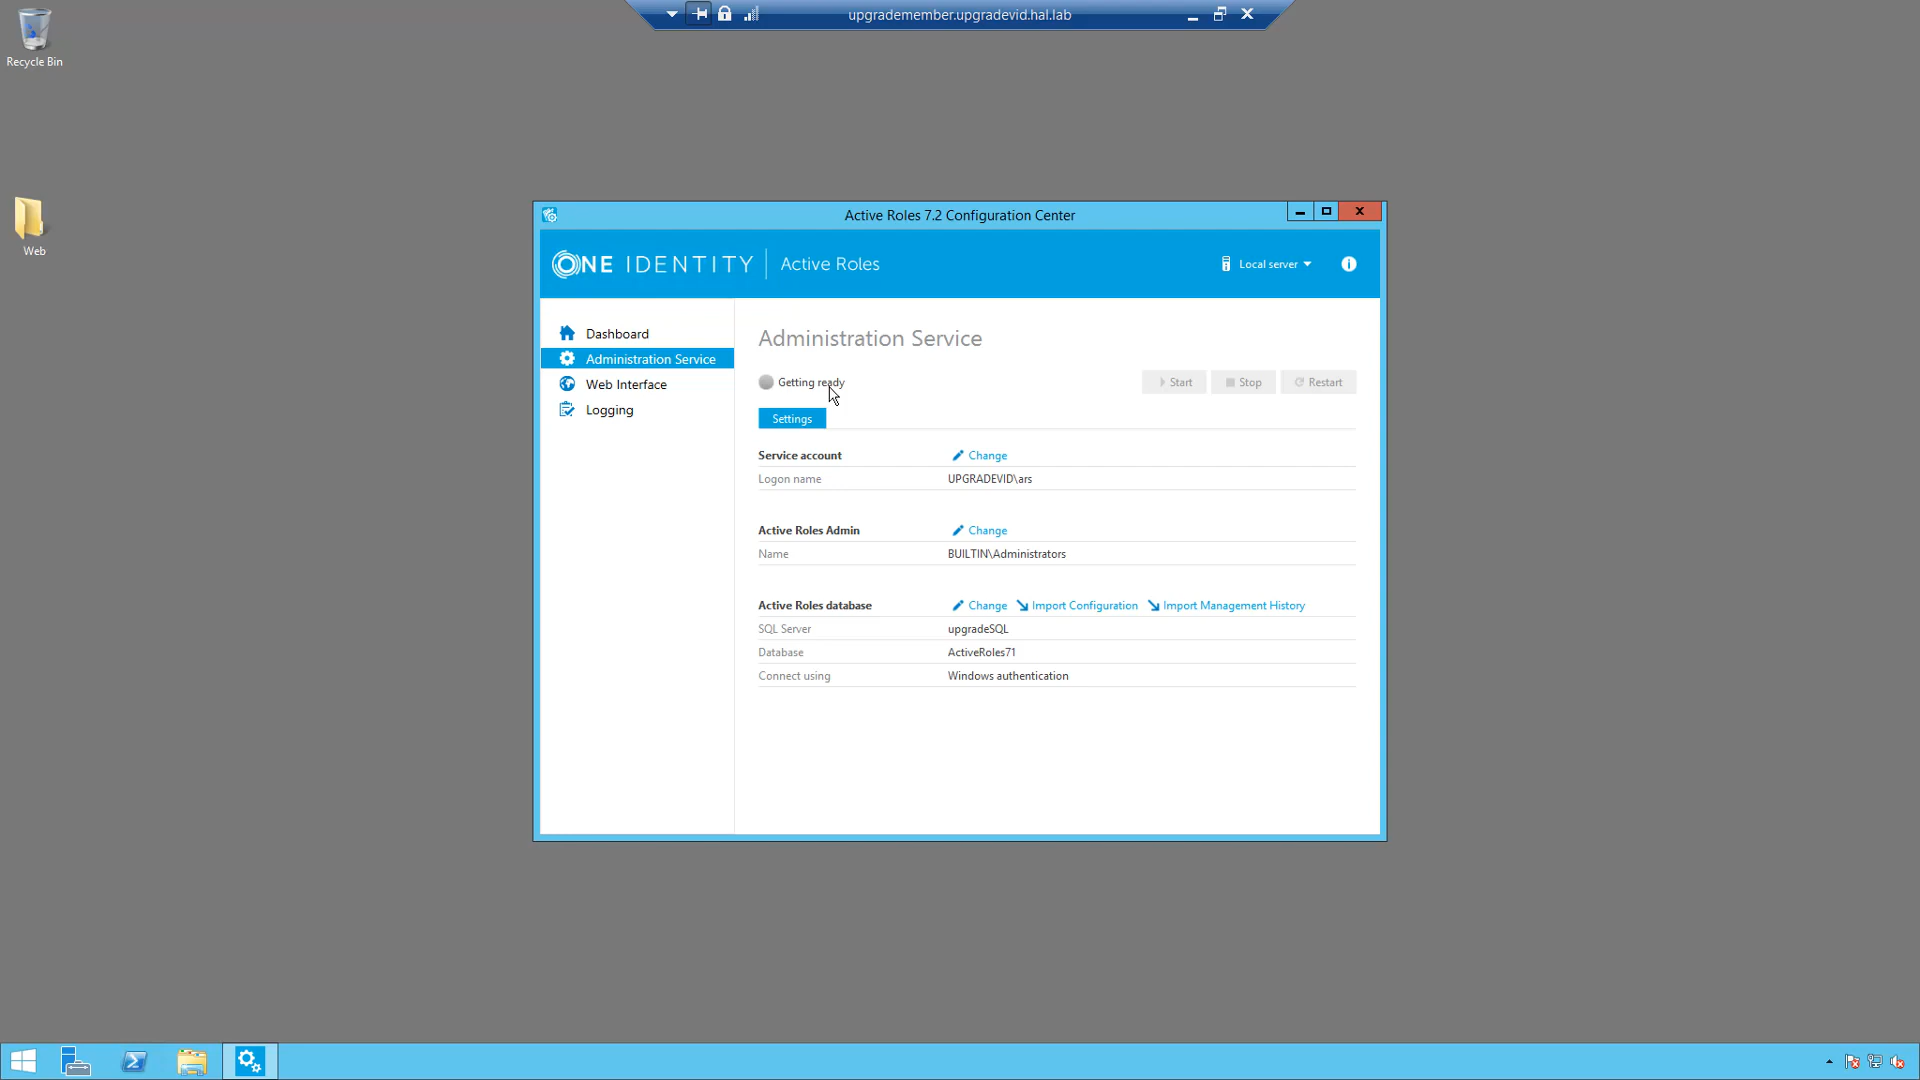 upgrademember.upgradevid.hal.lab
Recycle Bin
Web
Active Roles 7.2 Configuration Center
ONE IDENTITY | Active Roles
Local server
Dashboard
Administration Service
Web Interface
Logging
Administration Service
Getting ready
Start
Stop
Restart
Settings
Service account Change
Logon name UPGRADEVID\ars
Active Roles Admin Change
Name BUILTIN\Administrators
Active Roles database Change Import Configuration Import Management History
SQL Server upgradeSQL
Database ActiveRoles71
Connect using Windows authentication